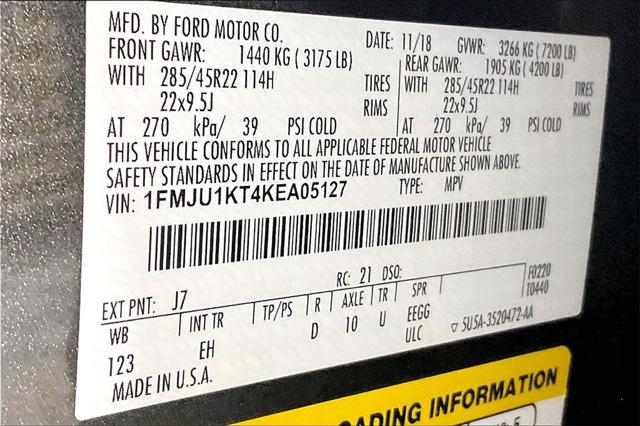 MFD. BY FORD MOTOR CO.
DATE: 11/18 GVWR: 3266 KG (7200 LB)
FRONT GAWR: 1440 KG (3175 LB)
REAR GAWR: 1905 KG (4200 LB)
WITH 285/45R22 114H TIRES
WITH 285/45R22 114H TIRES
22x9.5J RIMS
22x9.5J RIMS
AT 270 kPa/ 39 PSI COLD
AT 270 kPa/ 39 PSI COLD
THIS VEHICLE CONFORMS TO ALL APPLICABLE FEDERAL MOTOR VEHICLE
SAFETY STANDARDS IN EFFECT ON THE DATE OF MANUFACTURE SHOWN ABOVE.
VIN: 1FMJU1KT4KEA05127 TYPE: MPV
EXT PNT: J7 RC: 21 DSO: F0220
T0440
WB INT TR TP/PS R AXLE TR SPR
123 EH D 10 U EEGG
ULC ▽ 5U5A-3520472-AA
MADE IN U.S.A.
LOADING INFORMATION